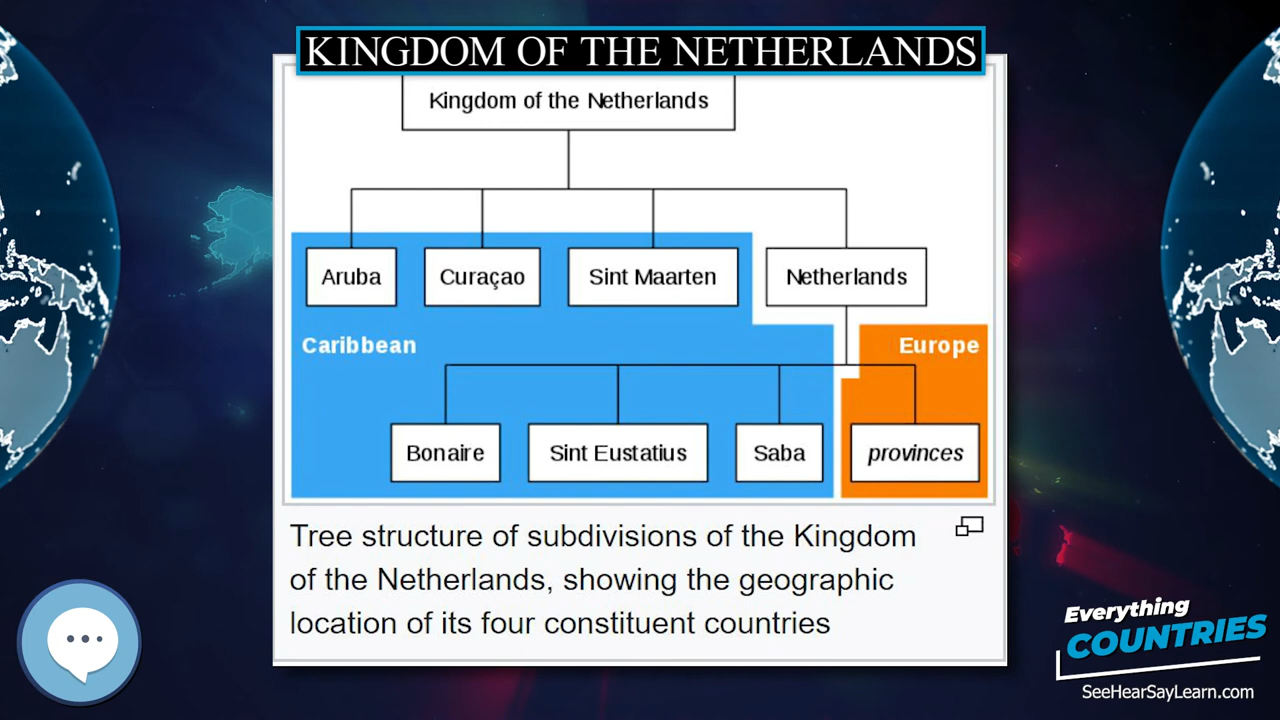 KINGDOM OF THE NETHERLANDS
Kingdom of the Netherlands
Aruba
Curaçao
Sint Maarten
Netherlands
Caribbean
Europe
Bonaire
Sint Eustatius
Saba
provinces
Tree structure of subdivisions of the Kingdom
of the Netherlands, showing the geographic
location of its four constituent countries
Everything
COUNTRIES
SeeHearSayLearn.com